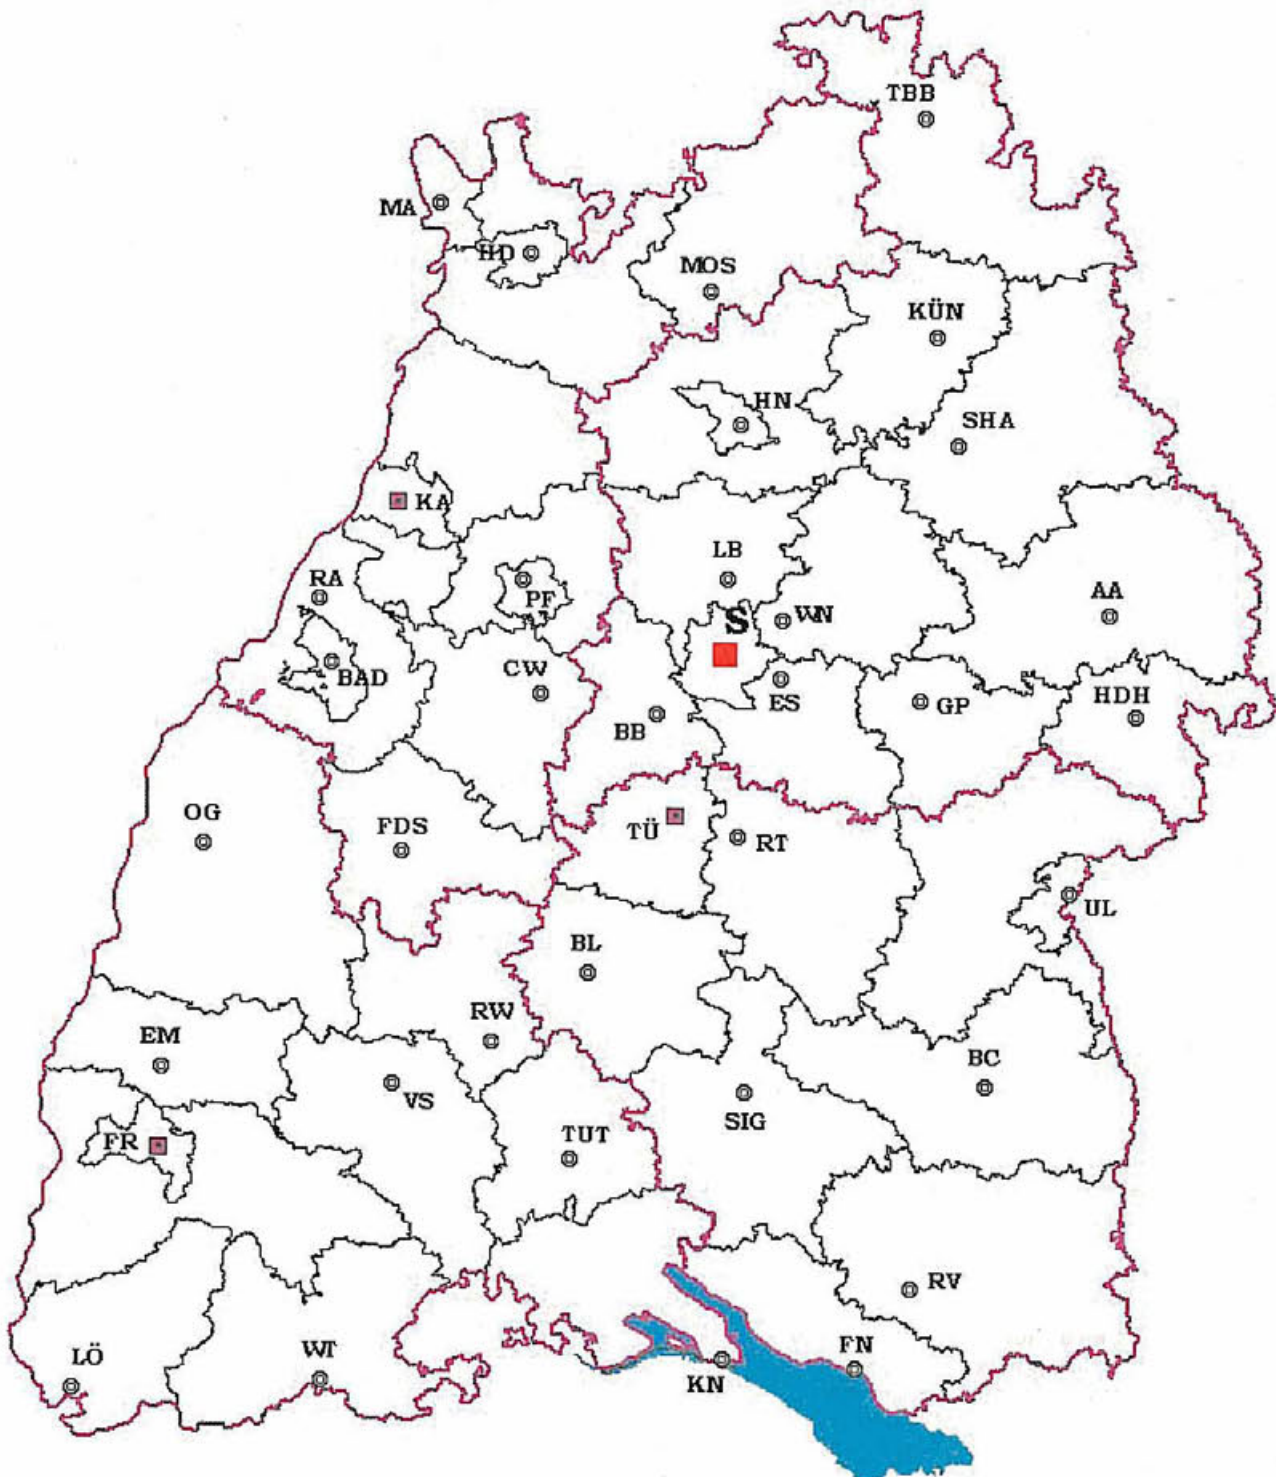 TBB
MA
HD
MOS
KÜN
HN
SHA
KA
LB
RA
PF
S
WN
AA
BAD
CW
ES
GP
HDH
BB
OG
FDS
TÜ
RT
UL
BL
EM
RW
BC
VS
SIG
FR
TUT
RV
LÖ
WT
KN
FN